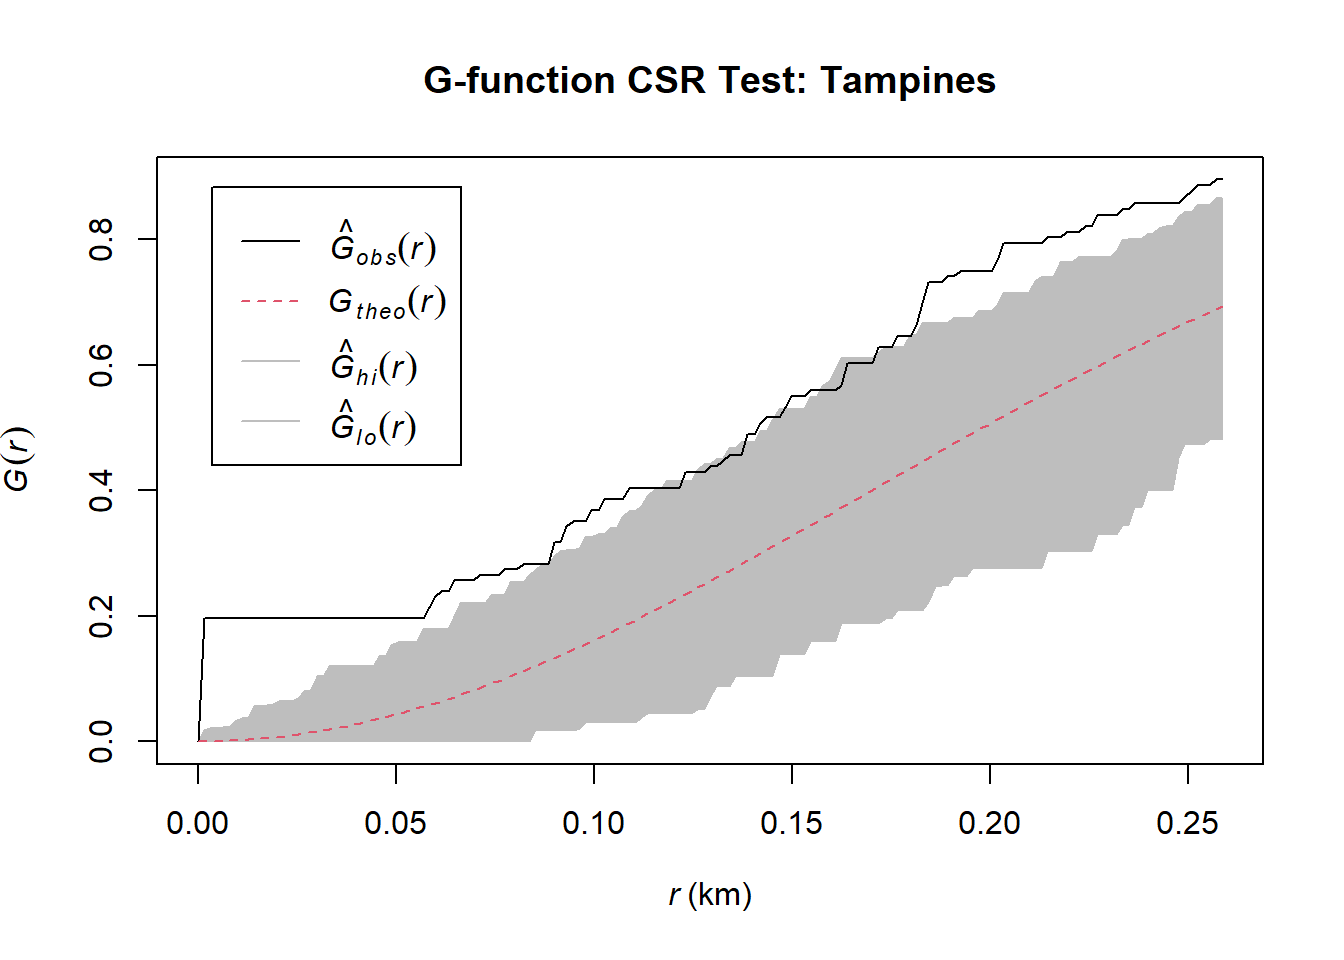 G-function CSR Test: Tampines
Ĝobs(r)
Gtheo(r)
Ĝhi(r)
Ĝlo(r)
G(r)
0.8
0.6
0.4
0.2
0.0
0.00 0.05 0.10 0.15 0.20 0.25
r (km)